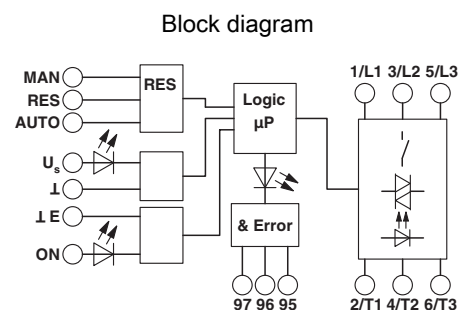 Block diagram
MAN
RES
AUTO
RES
Us
⊥
⊥ E
ON
Logic
µP
& Error
97 96 95
1/L1 3/L2 5/L3
2/T1 4/T2 6/T3